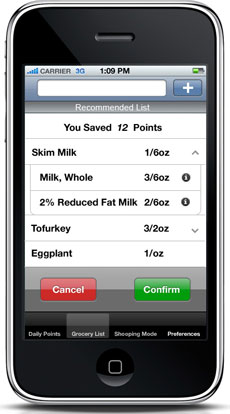 CARRIER 3G 1:09 PM
+
Recommended List
You Saved 12 Points
Skim Milk 1/6oz
Milk, Whole 3/6oz
2% Reduced Fat Milk 2/6oz
Tofurkey 3/2oz
Eggplant 1/oz
Cancel Confirm
Daily Points Grocery List Shooping Mode Preferences